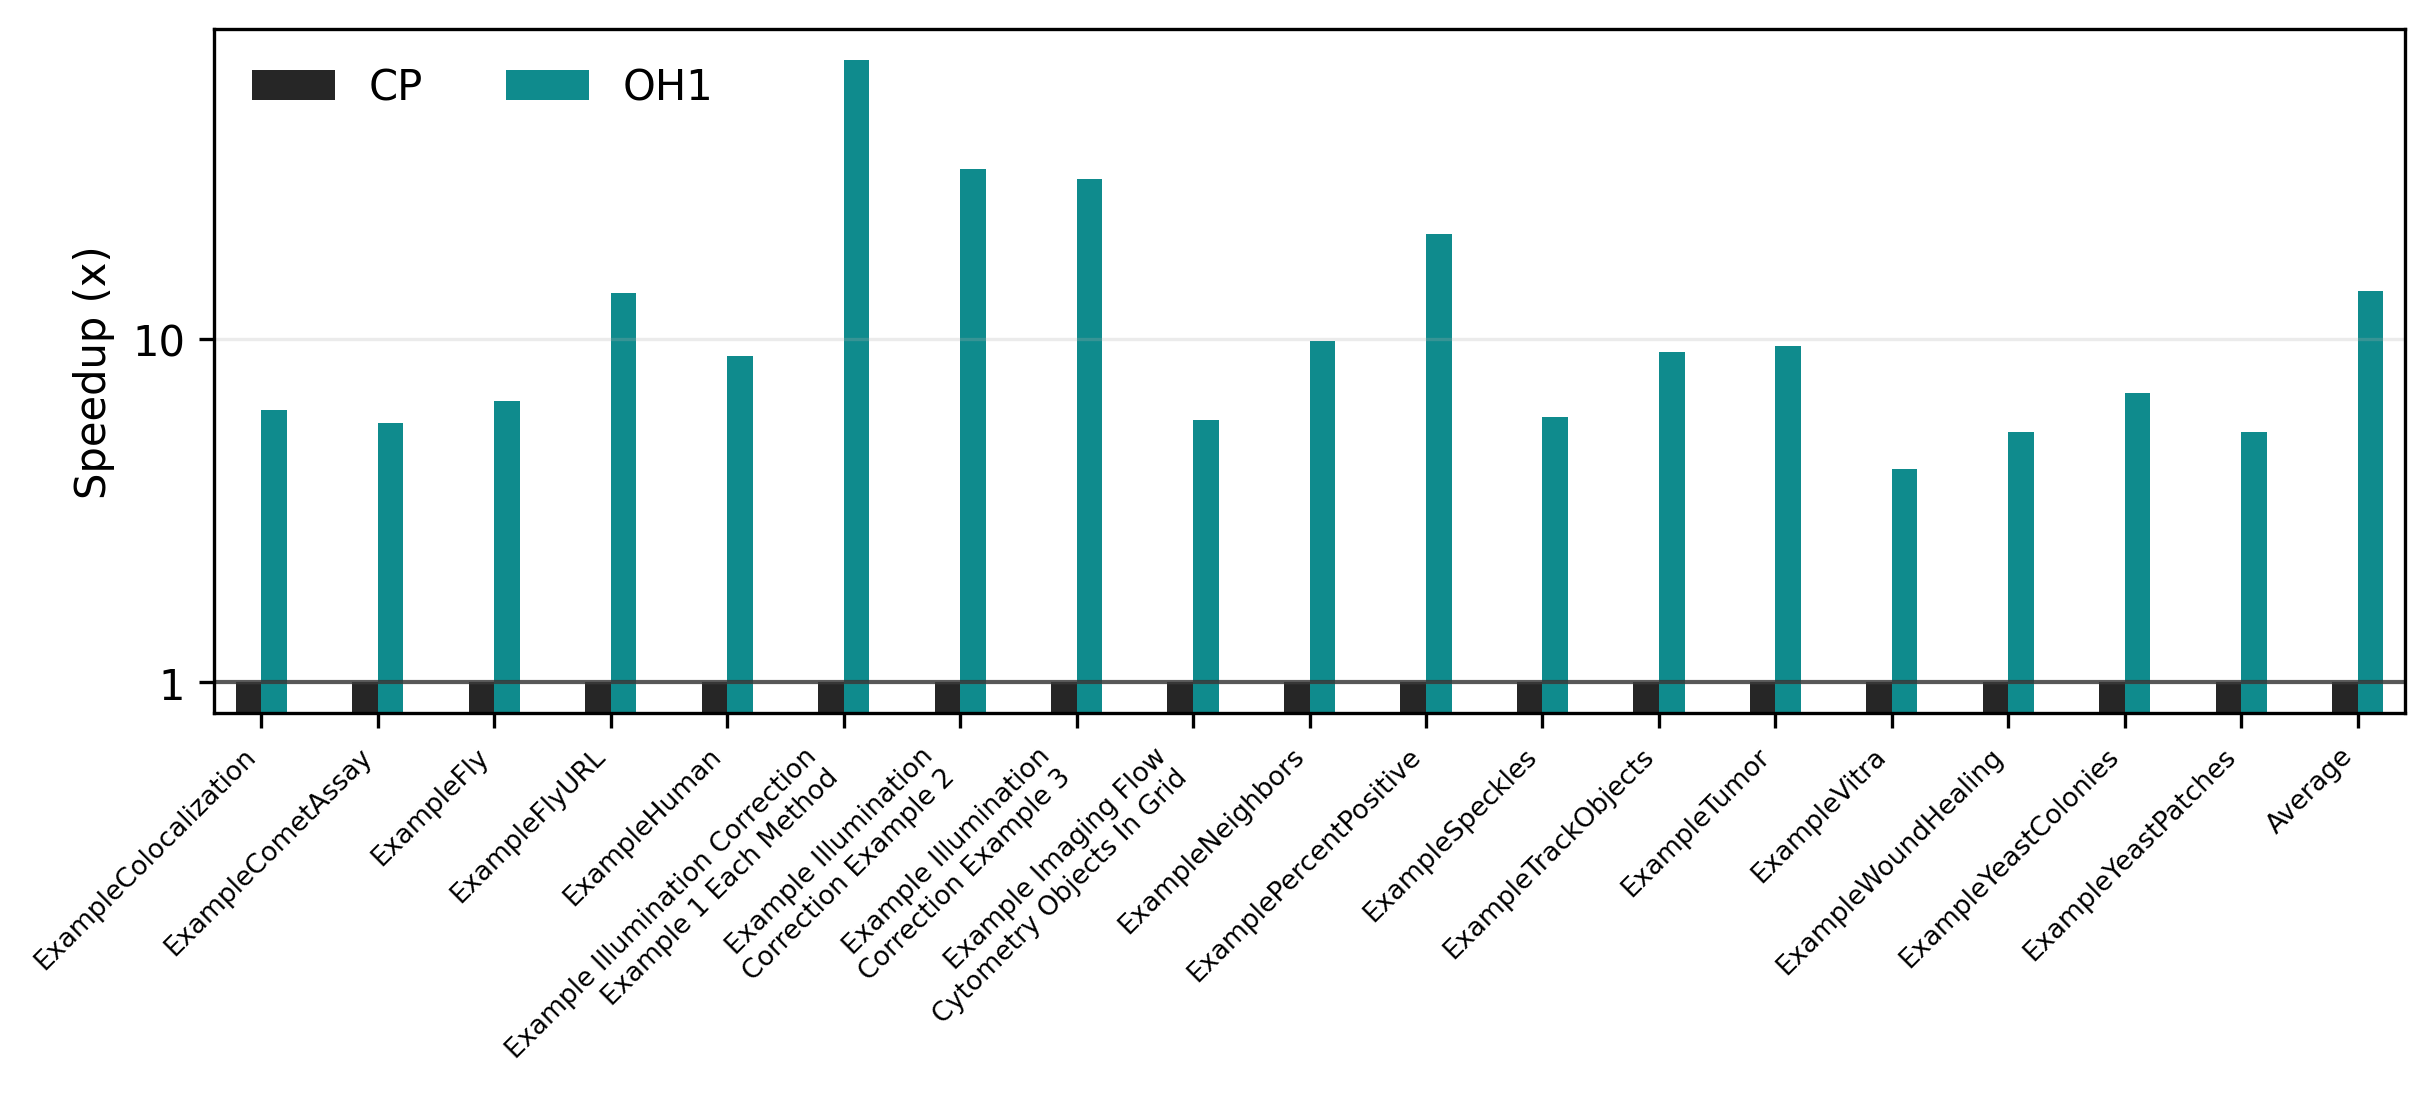 CP
OH1
Speedup (x)
10
1
ExampleColocalization
ExampleCometAssay
ExampleFly
ExampleFlyURL
ExampleHuman
Example Illumination Correction
Example 1 Each Method
Example Illumination
Correction Example 2
Example Illumination
Correction Example 3
Example Imaging Flow
Cytometry Objects In Grid
ExampleNeighbors
ExamplePercentPositive
ExampleSpeckles
ExampleTrackObjects
ExampleTumor
ExampleVitra
ExampleWoundHealing
ExampleYeastColonies
ExampleYeastPatches
Average